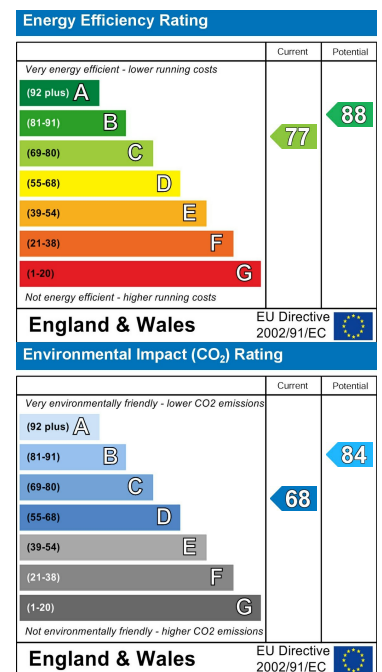 Energy Efficiency Rating
Current Potential
Very energy efficient - lower running costs
(92 plus) A
(81-91) B
(69-80) C
(55-68) D
(39-54) E
(21-38) F
(1-20) G
77
88
Not energy efficient - higher running costs
England & Wales
EU Directive
2002/91/EC
Environmental Impact (CO₂) Rating
Current Potential
Very environmentally friendly - lower CO2 emissions
(92 plus) A
(81-91) B
(69-80) C
(55-68) D
(39-54) E
(21-38) F
(1-20) G
68
84
Not environmentally friendly - higher CO2 emissions
England & Wales
EU Directive
2002/91/EC